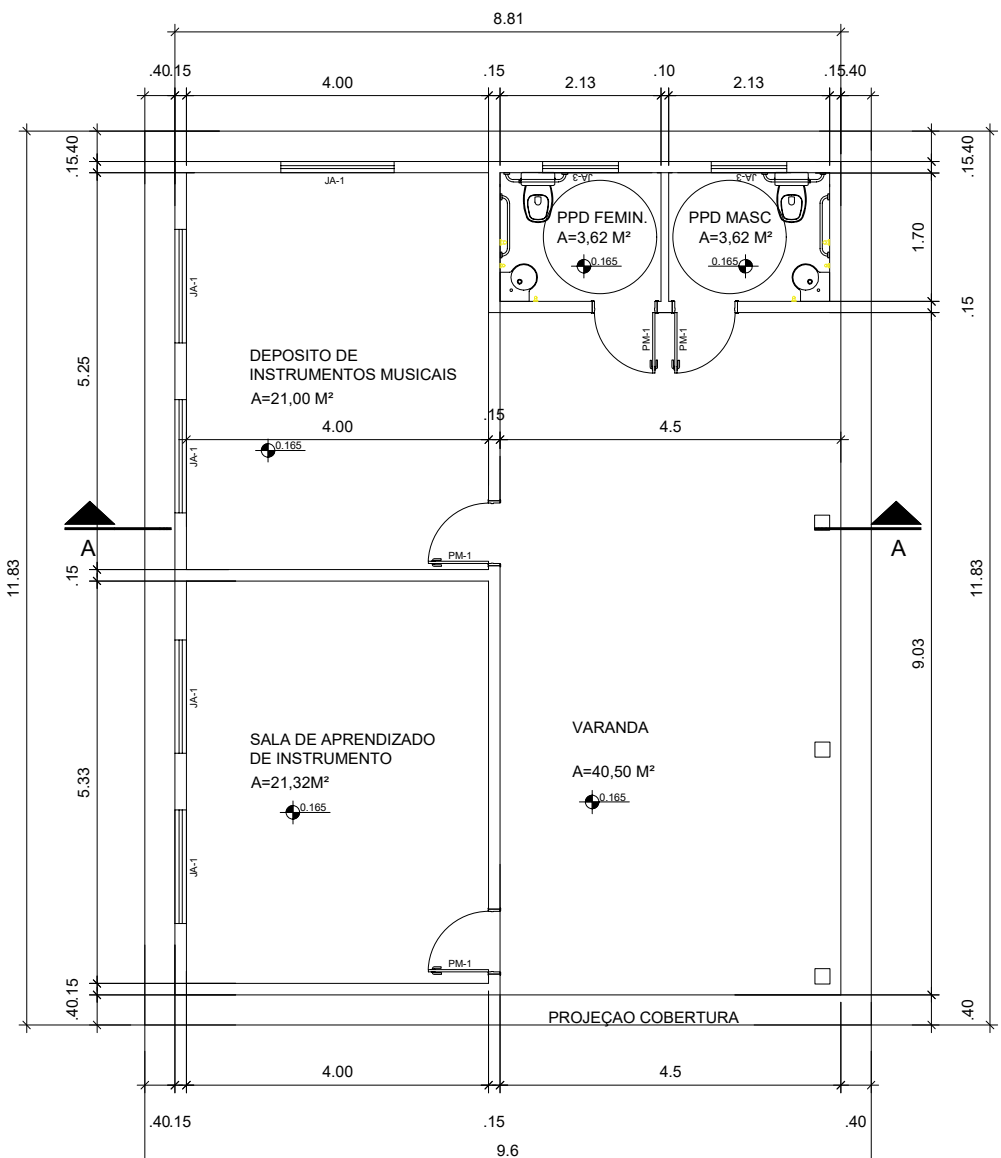 8.81
.40
.15
4.00
.15
2.13
.10
2.13
.15
.40
.15
.40
JA-1
JA-3
JA-3
.15
.40
PPD FEMIN.
A=3,62 M²
0.165
PPD MASC
A=3,62 M²
0.165
1.70
JA-1
.15
PM-1
PM-1
DEPOSITO DE
INSTRUMENTOS MUSICAIS
A=21,00 M²
5.25
.15
4.00
4.5
0.165
JA-1
A
A
PM-1
11.83
.15
11.83
9.03
JA-1
SALA DE APRENDIZADO
DE INSTRUMENTO
A=21,32M²
0.165
VARANDA
A=40,50 M²
0.165
5.33
JA-1
PM-1
.40
.15
.40
PROJEÇAO COBERTURA
4.00
4.5
.40
.15
.15
.40
9.6